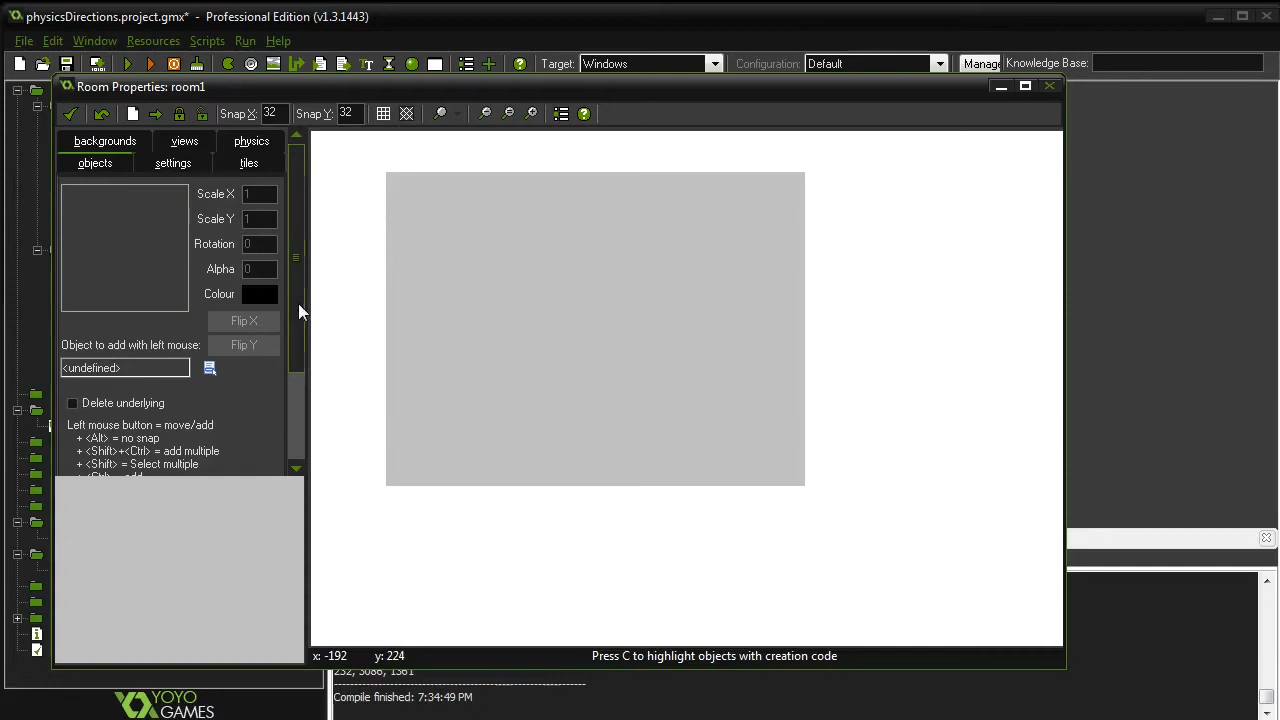 physicsDirections.project.gmx* - Professional Edition (v1.3.1443)
File Edit Window Resources Scripts Run Help
Target: Windows Configuration: Default Manage Knowledge Base:
Room Properties: room1
Snap X: 32 Snap Y: 32
backgrounds views physics
objects settings tiles
Scale X 1
Scale Y 1
Rotation 0
Alpha 0
Colour
Flip X
Object to add with left mouse: Flip Y
<undefined>
Delete underlying
Left mouse button = move/add
+ <Alt> = no snap
+ <Shift>+<Ctrl> = add multiple
+ <Shift> = Select multiple
x: -192 y: 224 Press C to highlight objects with creation code
232, 3086, 1361
Compile finished: 7:34:49 PM
YOYO
GAMES